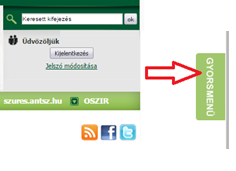 Keresett kifejezés
ok
Üdvözöljük
Kijelentkezés
Jelszó módosítása
szures.antsz.hu
OSZIR
GYORSMENÜ